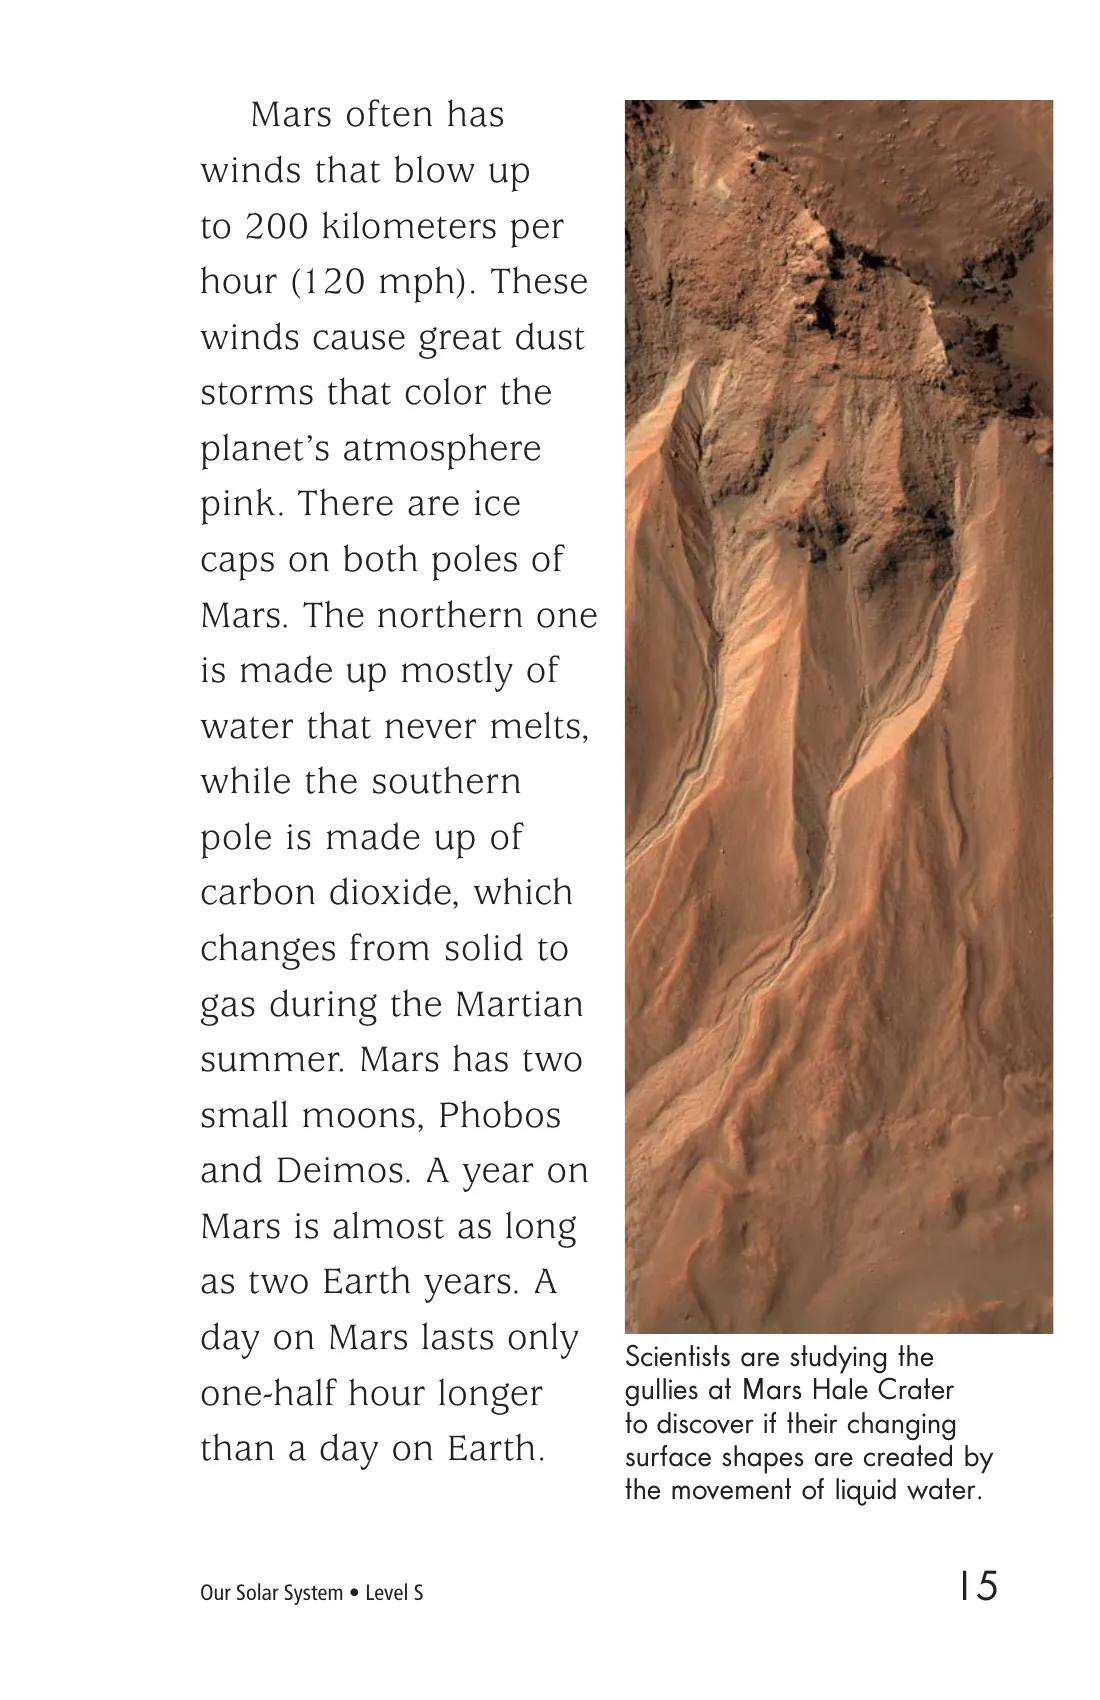 Mars often has
winds that blow up
to 200 kilometers per
hour (120 mph). These
winds cause great dust
storms that color the
planet’s atmosphere
pink. There are ice
caps on both poles of
Mars. The northern one
is made up mostly of
water that never melts,
while the southern
pole is made up of
carbon dioxide, which
changes from solid to
gas during the Martian
summer. Mars has two
small moons, Phobos
and Deimos. A year on
Mars is almost as long
as two Earth years. A
day on Mars lasts only
one-half hour longer
than a day on Earth.
Scientists are studying the
gullies at Mars Hale Crater
to discover if their changing
surface shapes are created by
the movement of liquid water.
Our Solar System • Level S
15